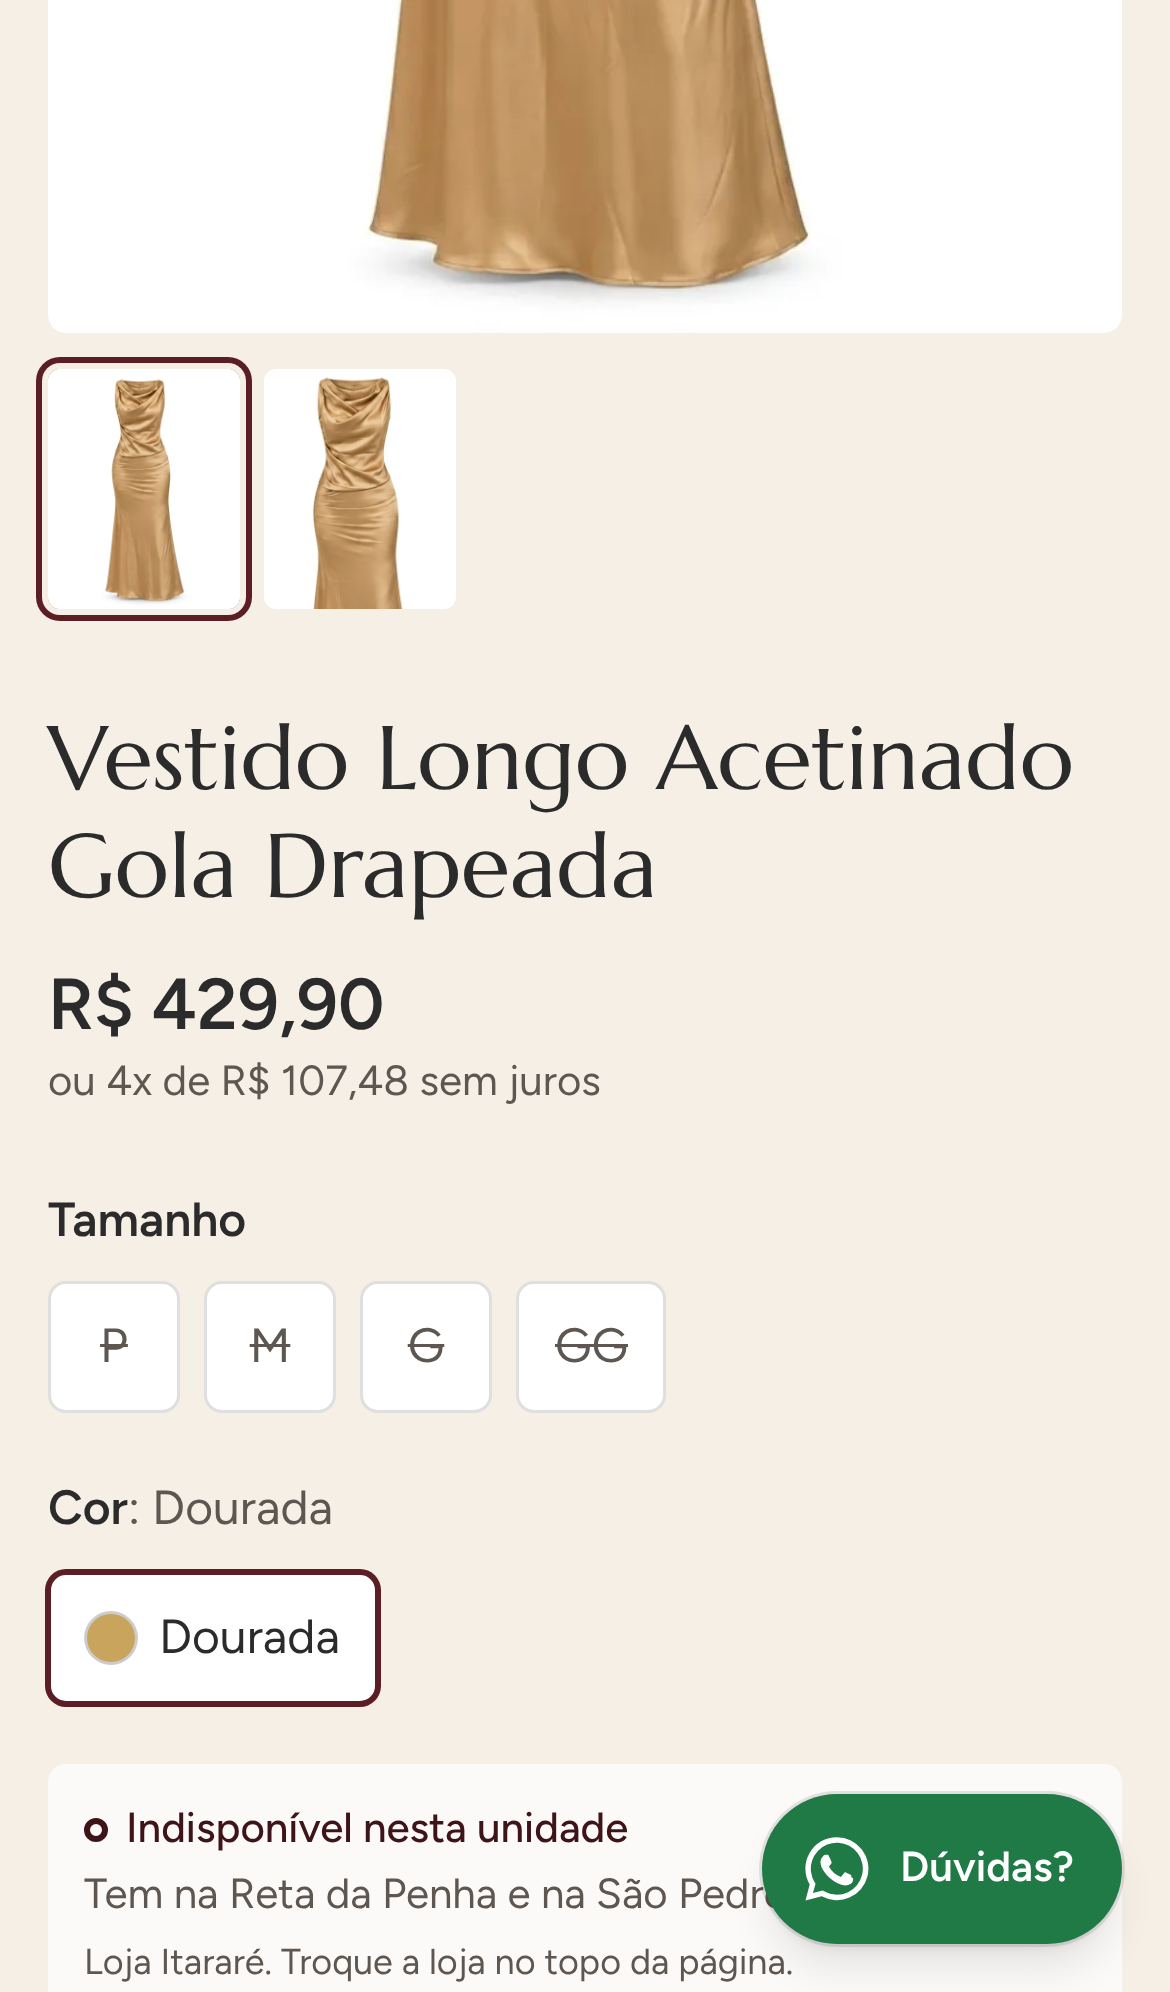 Vestido Longo Acetinado
Gola Drapeada
R$ 429,90
ou 4x de R$ 107,48 sem juros
Tamanho
P M G GG
Cor: Dourada
Dourada
Indisponível nesta unidade
Tem na Reta da Penha e na São
Dúvidas?
Loja Itararé. Troque a loja no topo da página.